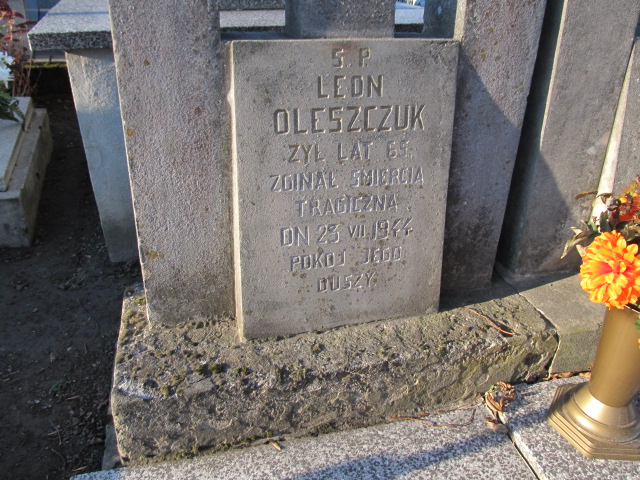 Ś.P.
LEON
OLESZCZUK
ŻYŁ LAT 65.
ZGINĄŁ ŚMIERCIĄ
TRAGICZNĄ
DN 23 VII.1944
POKÓJ JEGO
DUSZY